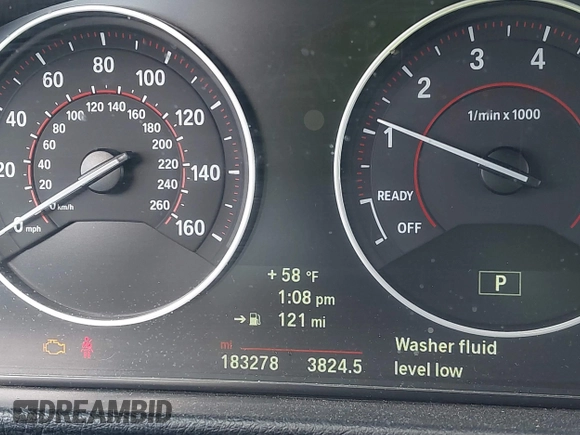 20
40
60
80
100
120
140
160
0 mph
0 km/h
20
40
60
80
100
120
140
160
180
200
220
240
260
1
2
3
4
1/min x 1000
READY
OFF
P
+ 58 °F
1:08 pm
→ 121 mi
mi
183278 3824.5
Washer fluid
level low
DREAMBID